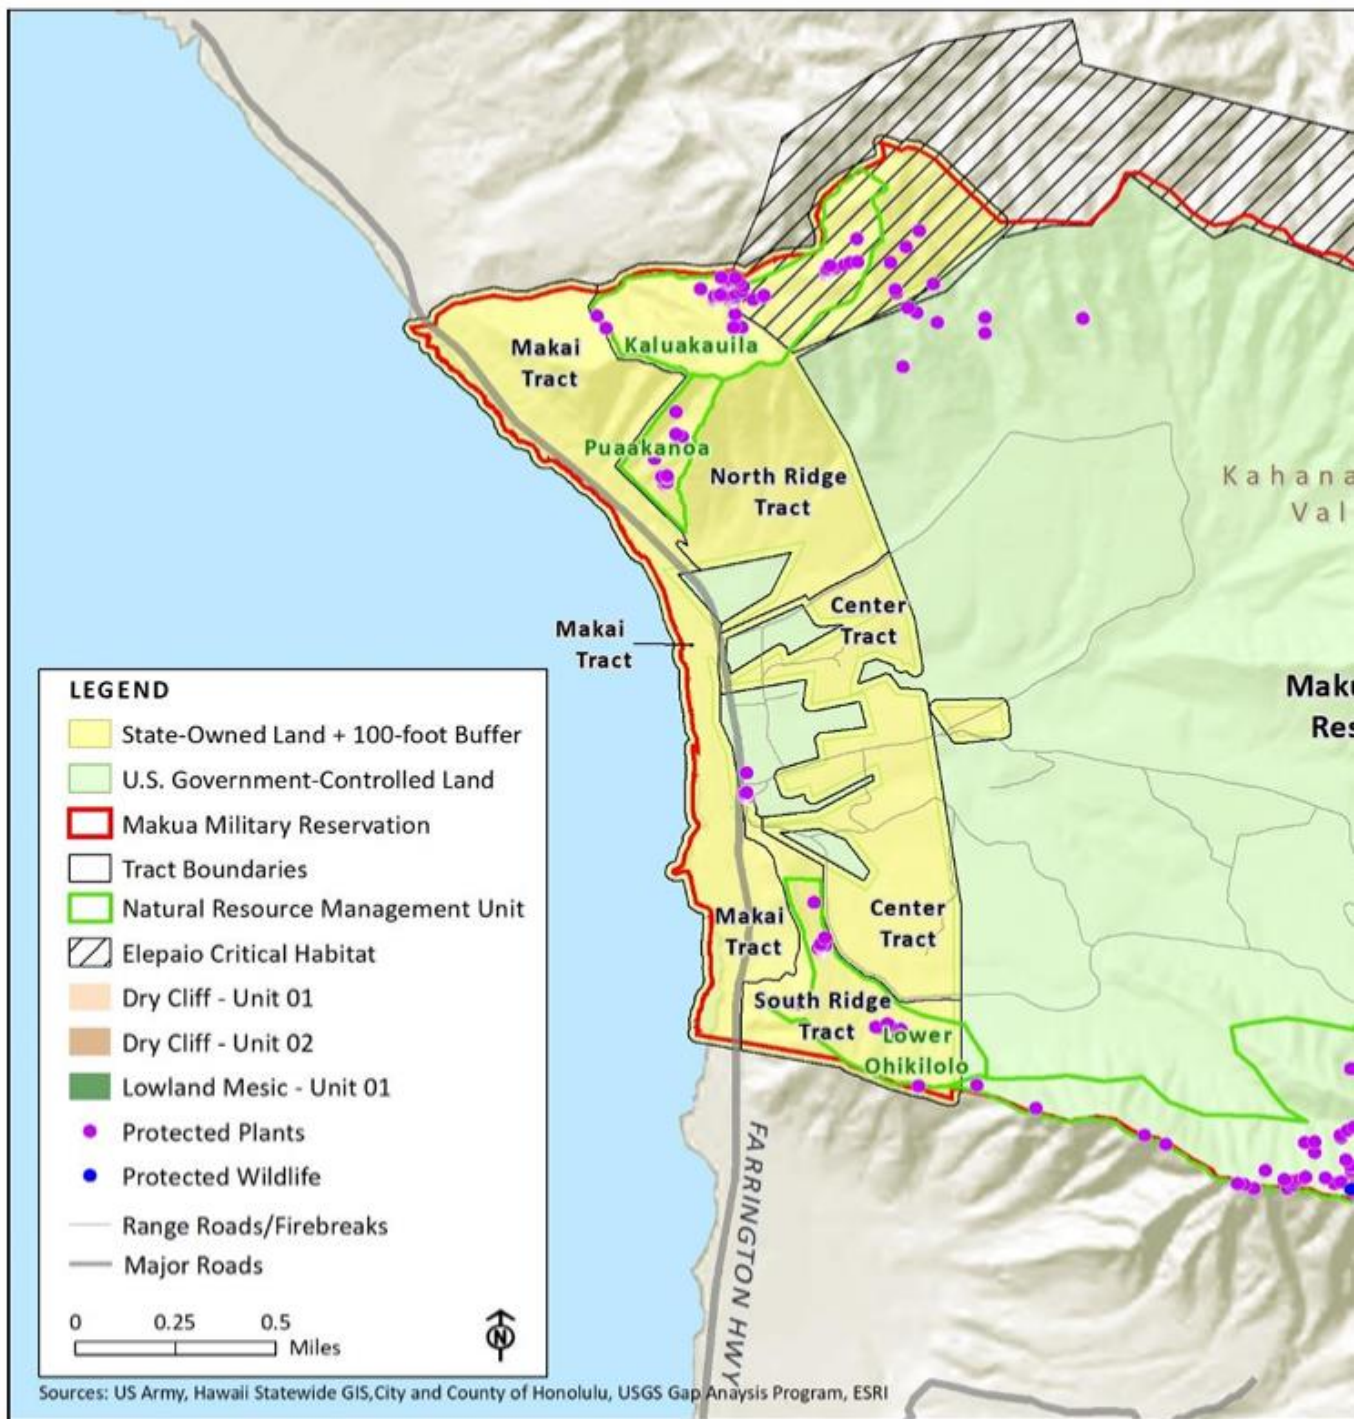 Kaluakauila
Makai
Tract
Puaakanoa
North Ridge
Tract
Kahana
Val
Center
Tract
Makai
Tract
Maku
Res
LEGEND
State-Owned Land + 100-foot Buffer
U.S. Government-Controlled Land
Makua Military Reservation
Tract Boundaries
Natural Resource Management Unit
Elepaio Critical Habitat
Dry Cliff - Unit 01
Dry Cliff - Unit 02
Lowland Mesic - Unit 01
Protected Plants
Protected Wildlife
Range Roads/Firebreaks
Major Roads
0 0.25 0.5
Miles
N
Makai
Tract
Center
Tract
South Ridge
Tract
Lower
Ohikilolo
FARRINGTON HWY
Sources: US Army, Hawaii Statewide GIS,City and County of Honolulu, USGS Gap Anaysis Program, ESRI